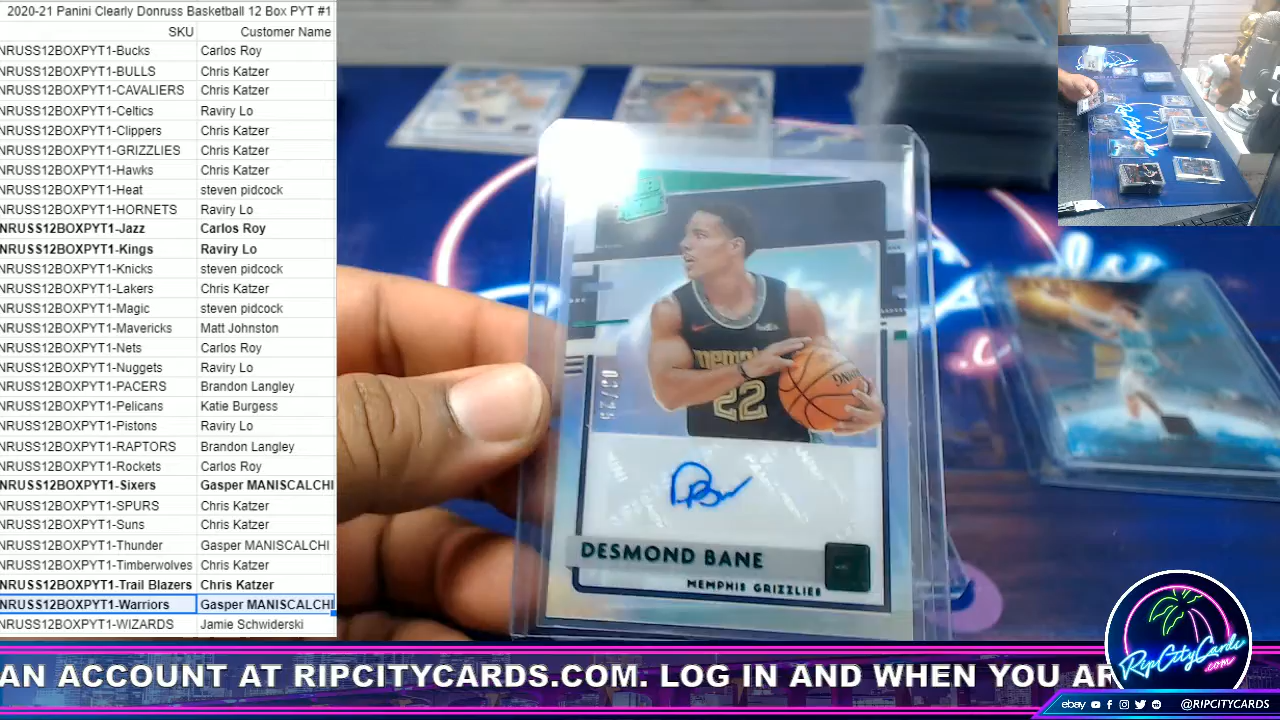 2020-21 Panini Clearly Donruss Basketball 12 Box PYT #1
SKU Customer Name
NRUSS12BOXPYT1-Bucks Carlos Roy
NRUSS12BOXPYT1-BULLS Chris Katzer
NRUSS12BOXPYT1-CAVALIERS Chris Katzer
NRUSS12BOXPYT1-Celtics Raviry Lo
NRUSS12BOXPYT1-Clippers Chris Katzer
NRUSS12BOXPYT1-GRIZZLIES Chris Katzer
NRUSS12BOXPYT1-Hawks Chris Katzer
NRUSS12BOXPYT1-Heat steven pidcock
NRUSS12BOXPYT1-HORNETS Raviry Lo
NRUSS12BOXPYT1-Jazz Carlos Roy
NRUSS12BOXPYT1-Kings Raviry Lo
NRUSS12BOXPYT1-Knicks steven pidcock
NRUSS12BOXPYT1-Lakers Chris Katzer
NRUSS12BOXPYT1-Magic steven pidcock
NRUSS12BOXPYT1-Mavericks Matt Johnston
NRUSS12BOXPYT1-Nets Carlos Roy
NRUSS12BOXPYT1-Nuggets Raviry Lo
NRUSS12BOXPYT1-PACERS Brandon Langley
NRUSS12BOXPYT1-Pelicans Katie Burgess
NRUSS12BOXPYT1-Pistons Raviry Lo
NRUSS12BOXPYT1-RAPTORS Brandon Langley
NRUSS12BOXPYT1-Rockets Carlos Roy
NRUSS12BOXPYT1-Sixers Gasper MANISCALCHI
NRUSS12BOXPYT1-SPURS Chris Katzer
NRUSS12BOXPYT1-Suns Chris Katzer
NRUSS12BOXPYT1-Thunder Gasper MANISCALCHI
NRUSS12BOXPYT1-Timberwolves Chris Katzer
NRUSS12BOXPYT1-Trail Blazers Chris Katzer
NRUSS12BOXPYT1-Warriors Gasper MANISCALCHI
NRUSS12BOXPYT1-WIZARDS Jamie Schwiderski
22
DESMOND BANE
MEMPHIS GRIZZLIES
AN ACCOUNT AT RIPCITYCARDS.COM. LOG IN AND WHEN YOU AR
RipCityCards
.com
ebay @RIPCITYCARDS